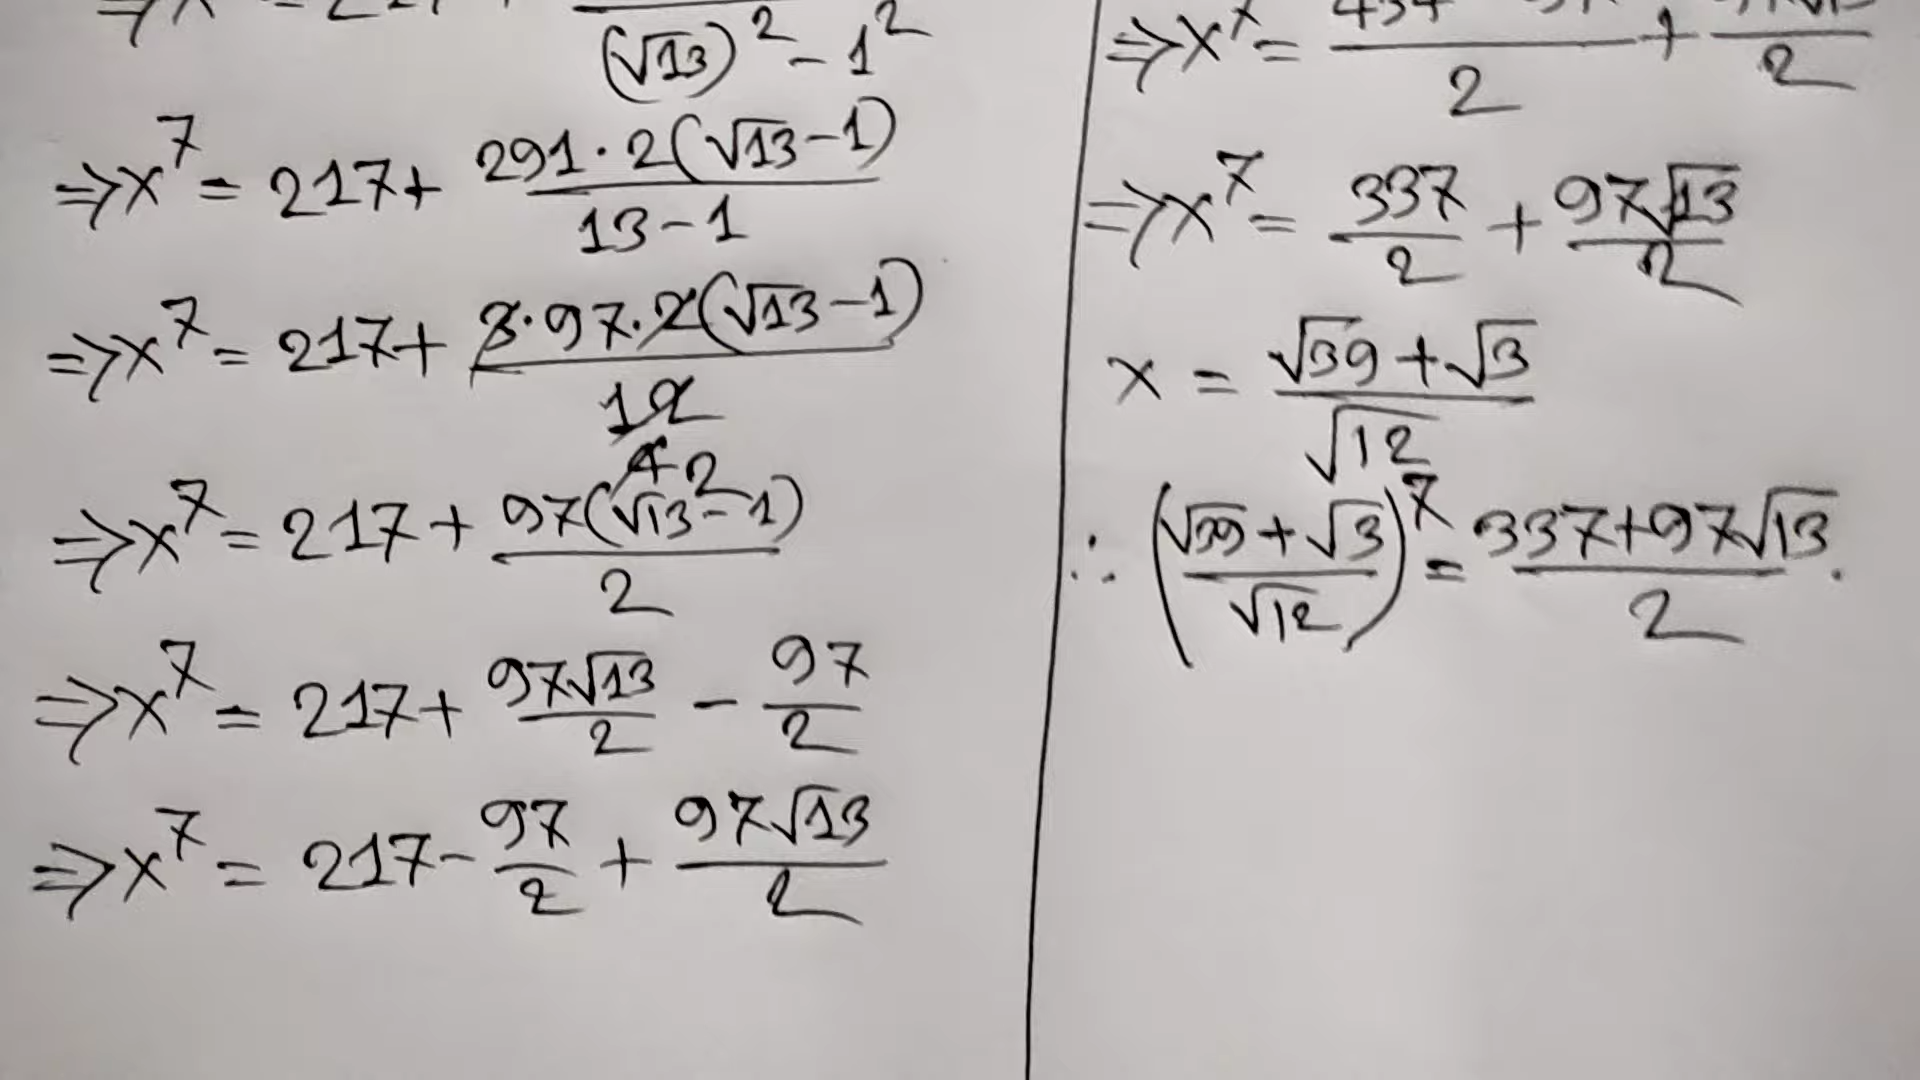 (√13)² - 1²
⇒x⁷ = 217 + 291·2(√13-1) / 13-1
⇒x⁷ = 217 + 3·97·2(√13-1) / 12
4 2
⇒x⁷ = 217 + 97(√13-1) / 2
⇒x⁷ = 217 + 97√13 / 2 - 97 / 2
⇒x⁷ = 217 - 97 / 2 + 97√13 / 2
⇒x⁷ = / 2 + / 2
⇒x⁷ = 337 / 2 + 97√13 / 2
x = √39 + √3 / √12
∴ (√39 + √3 / √12)⁷ = 337+97√13 / 2 .